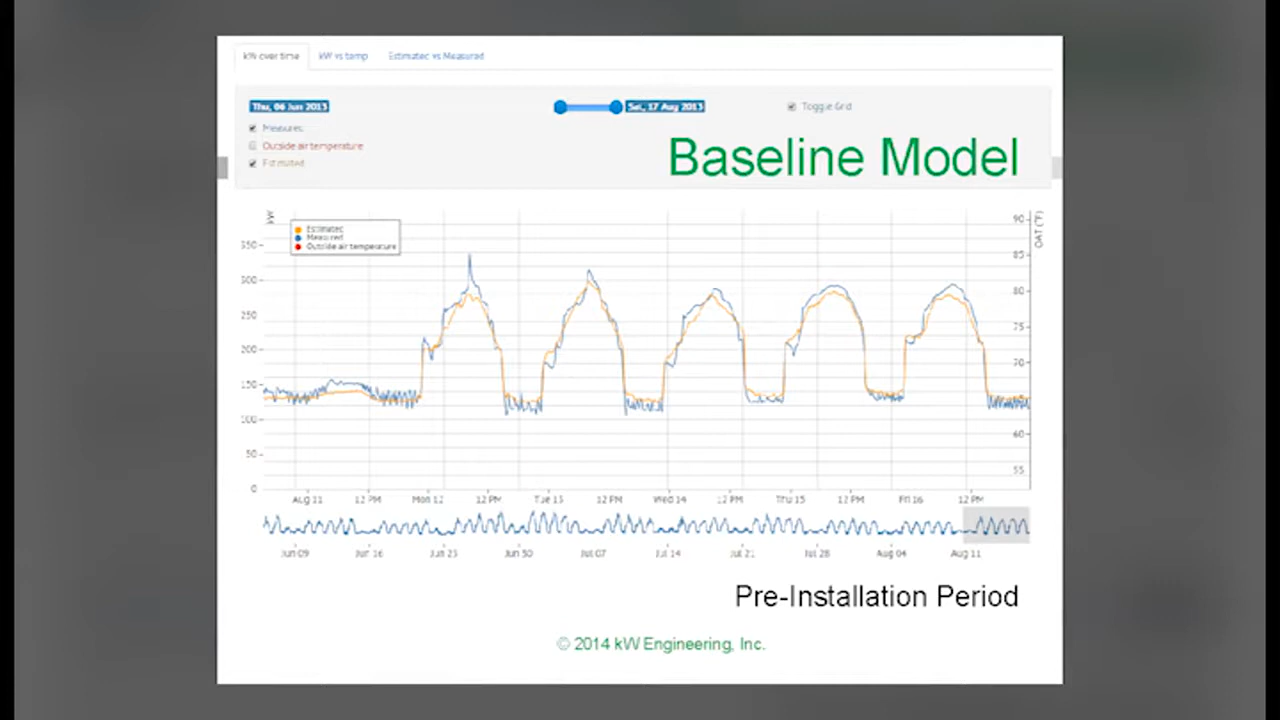 kW over time kW vs temp Estimated vs Measured
Thu, 06 Jun 2013 Sat, 17 Aug 2013 Toggle Grid
Measures
Outside air temperature
Estimated
Baseline Model
kW
OAT (°F)
Estimated
Measured
Outside air temperature
350
300
250
200
150
100
50
0
90
85
80
75
70
60
55
Aug 11 12 PM Mon 12 12 PM Tue 13 12 PM Wed 14 12 PM Thu 15 12 PM Fri 16 12 PM
Jun 09 Jun 16 Jun 23 Jun 30 Jul 07 Jul 14 Jul 21 Jul 28 Aug 04 Aug 11
Pre-Installation Period
© 2014 kW Engineering, Inc.